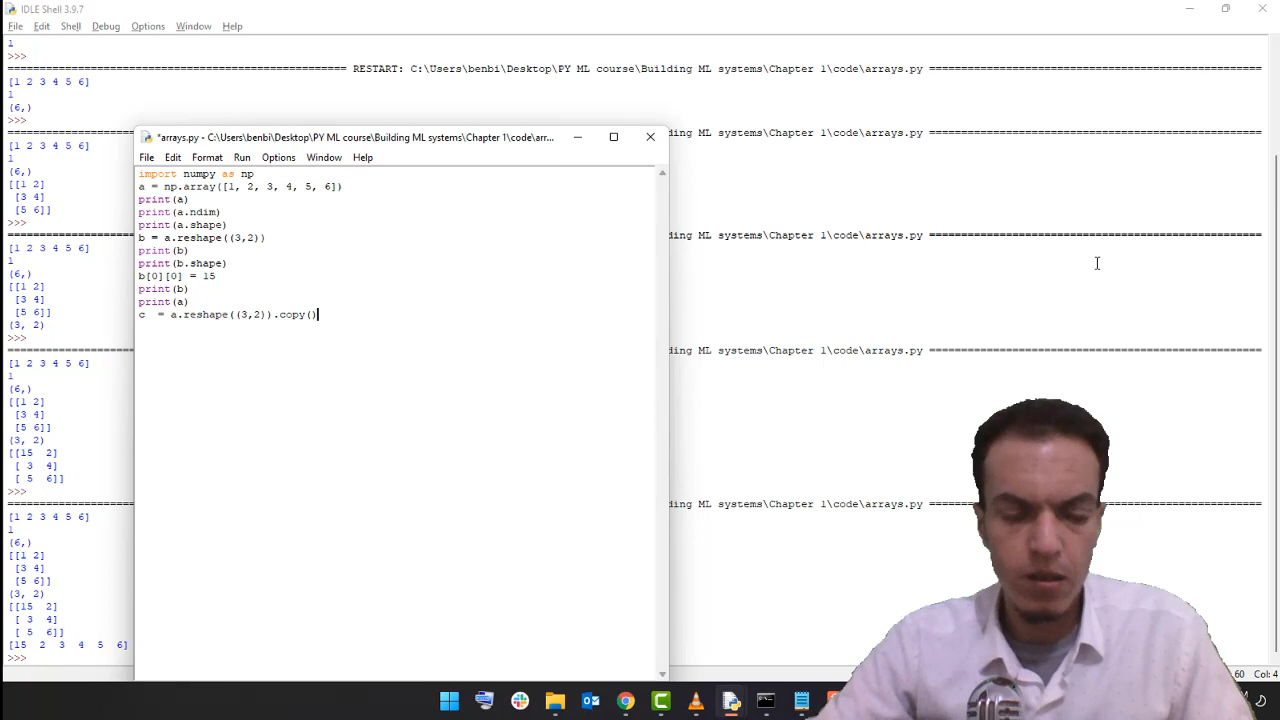 IDLE Shell 3.9.7
File Edit Shell Debug Options Window Help
1
>>>
RESTART: C:\Users\benbi\Desktop\PY ML course\Building ML systems\Chapter 1\code\arrays.py
[1 2 3 4 5 6]
1
(6,)
>>>
ding ML systems\Chapter 1\code\arrays.py
[1 2 3 4 5 6]
1
(6,)
[[1 2]
[3 4]
[5 6]]
>>>
ding ML systems\Chapter 1\code\arrays.py
[1 2 3 4 5 6]
1
(6,)
[[1 2]
[3 4]
[5 6]]
(3, 2)
>>>
ding ML systems\Chapter 1\code\arrays.py
[1 2 3 4 5 6]
1
(6,)
[[1 2]
[3 4]
[5 6]]
(3, 2)
[[15 2]
[ 3 4]
[ 5 6]]
>>>
ding ML systems\Chapter 1\code\arrays.py
[1 2 3 4 5 6]
1
(6,)
[[1 2]
[3 4]
[5 6]]
(3, 2)
[[15 2]
[ 3 4]
[ 5 6]]
[15 2 3 4 5 6]
>>>
*arrays.py - C:\Users\benbi\Desktop\PY ML course\Building ML systems\Chapter 1\code\arr...
File Edit Format Run Options Window Help
import numpy as np
a = np.array([1, 2, 3, 4, 5, 6])
print(a)
print(a.ndim)
print(a.shape)
b = a.reshape((3,2))
print(b)
print(b.shape)
b[0][0] = 15
print(b)
print(a)
c  = a.reshape((3,2)).copy()
60 Col: 4